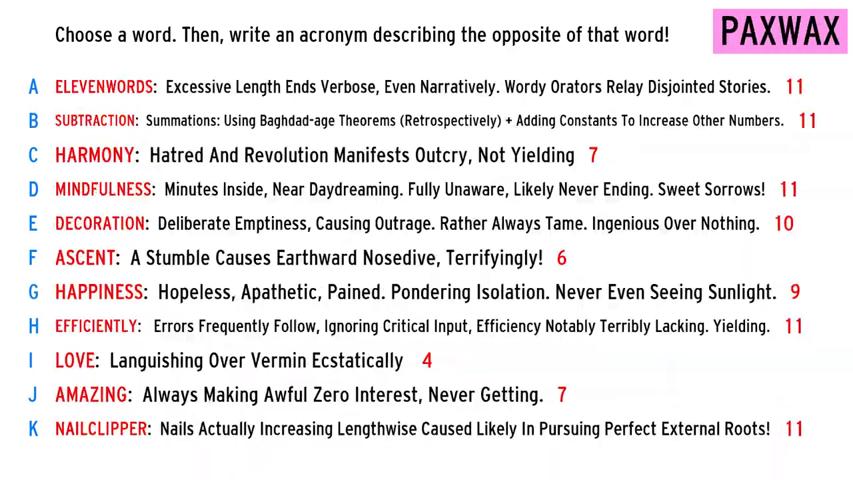 Choose a word. Then, write an acronym describing the opposite of that word!
PAXWAX
A ELEVENWORDS: Excessive Length Ends Verbose, Even Narratively. Wordy Orators Relay Disjointed Stories. 11
B SUBTRACTION: Summations: Using Baghdad-age Theorems (Retrospectively) + Adding Constants To Increase Other Numbers. 11
C HARMONY: Hatred And Revolution Manifests Outcry, Not Yielding 7
D MINDFULNESS: Minutes Inside, Near Daydreaming. Fully Unaware, Likely Never Ending. Sweet Sorrows! 11
E DECORATION: Deliberate Emptiness, Causing Outrage. Rather Always Tame. Ingenious Over Nothing. 10
F ASCENT: A Stumble Causes Earthward Nosedive, Terrifyingly! 6
G HAPPINESS: Hopeless, Apathetic, Pained. Pondering Isolation. Never Even Seeing Sunlight. 9
H EFFICIENTLY: Errors Frequently Follow, Ignoring Critical Input, Efficiency Notably Terribly Lacking. Yielding. 11
I LOVE: Languishing Over Vermin Ecstatically 4
J AMAZING: Always Making Awful Zero Interest, Never Getting. 7
K NAILCLIPPER: Nails Actually Increasing Lengthwise Caused Likely In Pursuing Perfect External Roots! 11